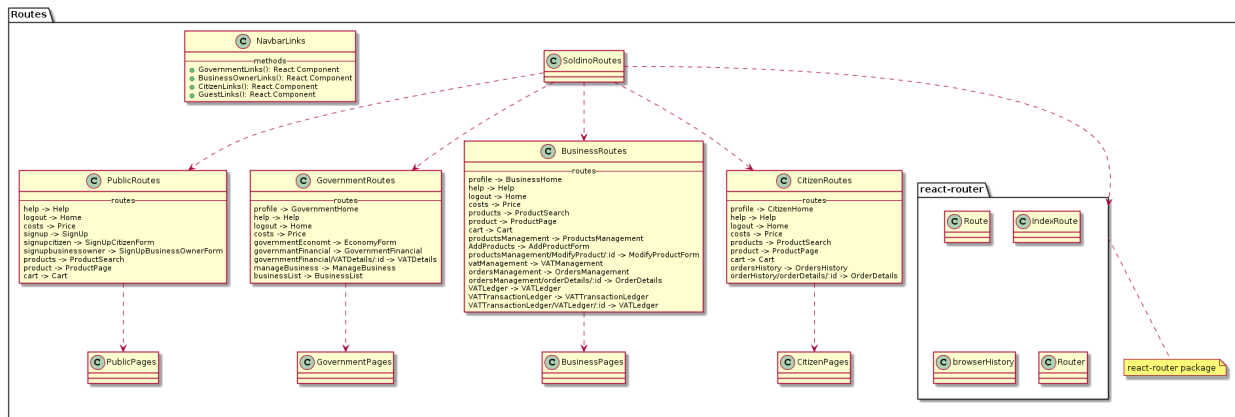 Routes
C NavbarLinks
methods
GovernmentLinks(): React.Component
BusinessOwnerLinks(): React.Component
CitizenLinks(): React.Component
GuestLinks(): React.Component
C SoldinoRoutes
C PublicRoutes
routes
help -> Help
logout -> Home
costs -> Price
signup -> SignUp
signupcitizen -> SignUpCitizenForm
signupbusinessowner -> SignUpBusinessOwnerForm
products -> ProductSearch
product -> ProductPage
cart -> Cart
C GovernmentRoutes
routes
profile -> GovernmentHome
help -> Help
logout -> Home
costs -> Price
governmentEconomt -> EconomyForm
governmantFinancial -> GovernmentFinancial
governmantFinancial/VATDetails/:id -> VATDetails
manageBusiness -> ManageBusiness
businessList -> BusinessList
C BusinessRoutes
routes
profile -> BusinessHome
help -> Help
logout -> Home
costs -> Price
products -> ProductSearch
product -> ProductPage
cart -> Cart
productsManagement -> ProductsManagement
AddProducts -> AddProductForm
productsManagement/ModifyProduct/:id -> ModifyProductForm
vatManagement -> VATManagement
ordersManagement -> OrdersManagement
ordersManagement/orderDetails/:id -> OrderDetails
VATLedger -> VATLedger
VATTransactionLedger -> VATTransactionLedger
VATTransactionLedger/VATLedger/:id -> VATLedger
C CitizenRoutes
routes
profile -> CitizenHome
help -> Help
logout -> Home
costs -> Price
products -> ProductSearch
product -> ProductPage
cart -> Cart
ordersHistory -> OrdersHistory
orderHistory/orderDetails/:id -> OrderDetails
react-router
C Route
C IndexRoute
C browserHistory
C Router
react-router package
C PublicPages
C GovernmentPages
C BusinessPages
C CitizenPages